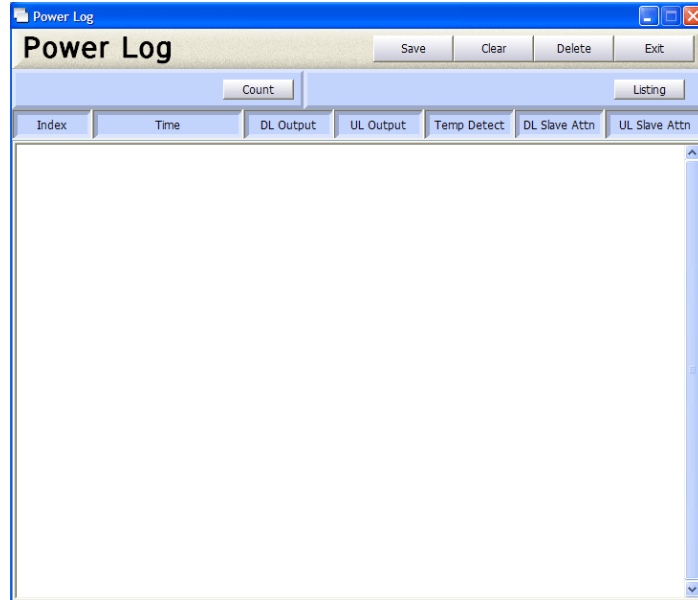 Power Log
Power Log Save Clear Delete Exit
Count Listing
Index Time DL Output UL Output Temp Detect DL Slave Attn UL Slave Attn